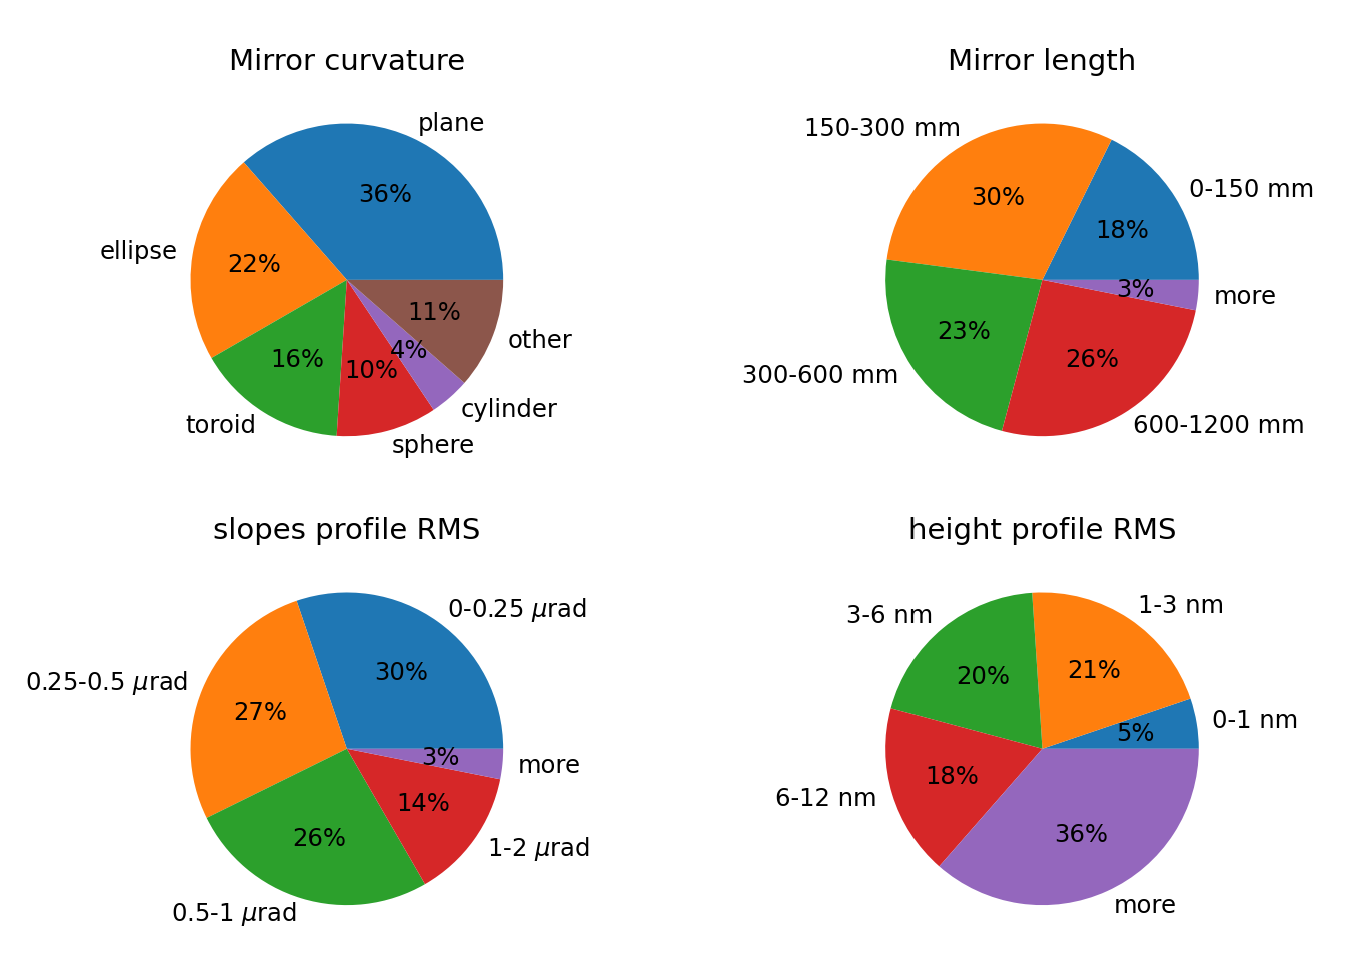 Mirror curvature
plane
36%
ellipse
22%
toroid
16%
sphere
10%
cylinder
4%
other
11%
Mirror length
0-150 mm
18%
150-300 mm
30%
300-600 mm
23%
600-1200 mm
26%
more
3%
slopes profile RMS
0-0.25 μrad
30%
0.25-0.5 μrad
27%
0.5-1 μrad
26%
1-2 μrad
14%
more
3%
height profile RMS
0-1 nm
5%
1-3 nm
21%
3-6 nm
20%
6-12 nm
18%
more
36%